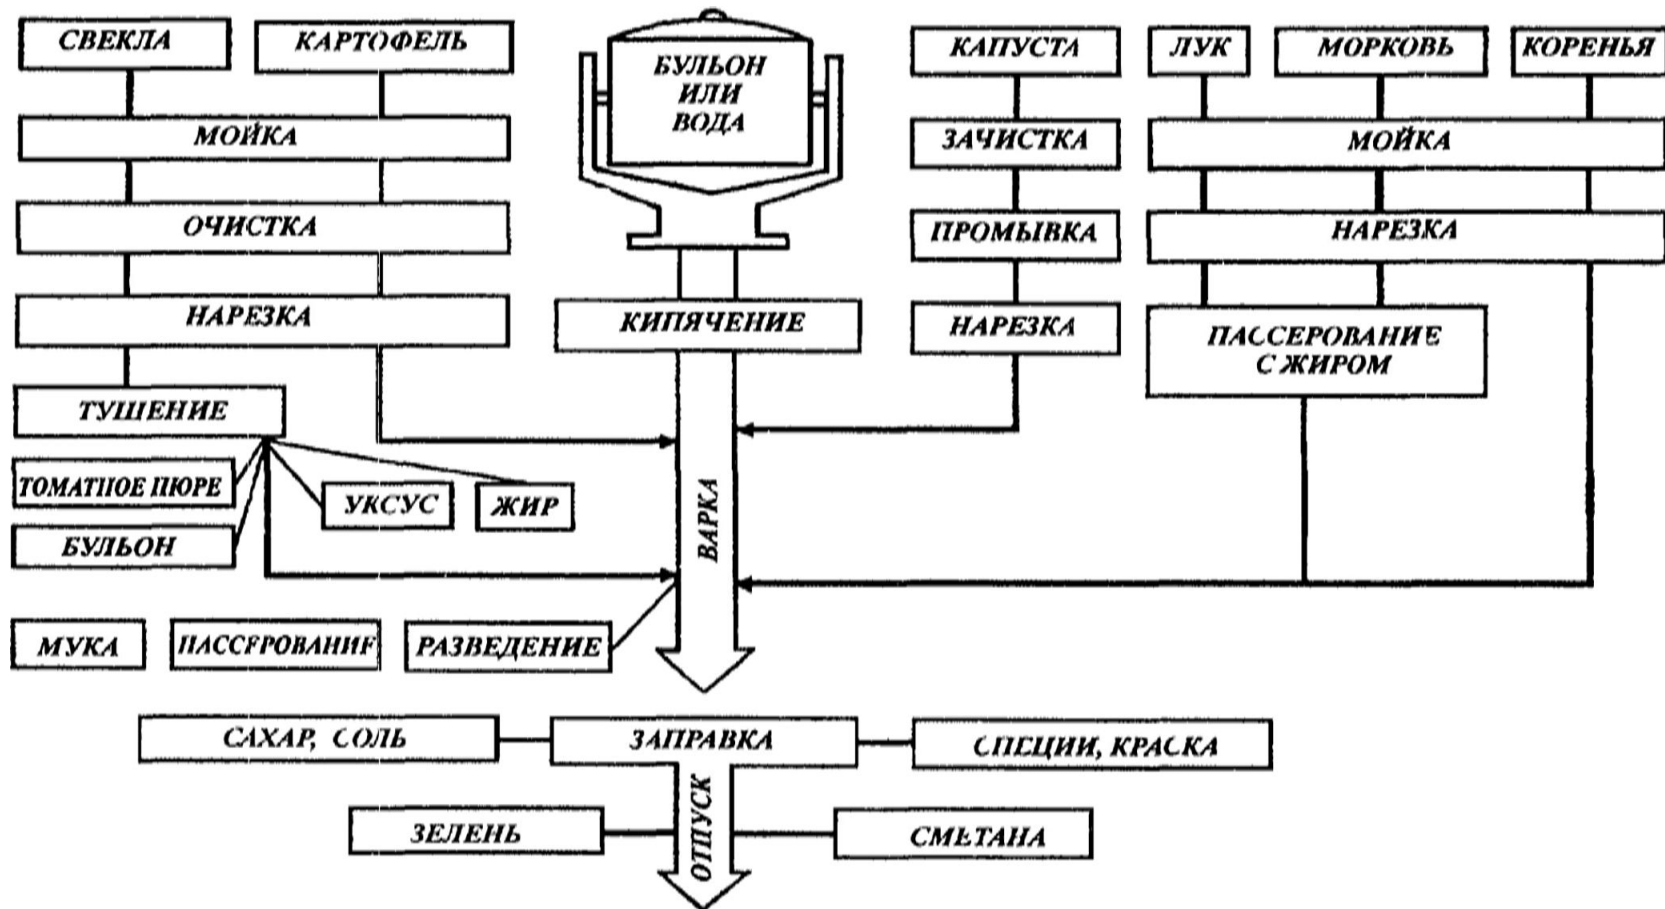 СВЕКЛА
КАРТОФЕЛЬ
БУЛЬОН
ИЛИ
ВОДА
КАПУСТА
ЛУК
МОРКОВЬ
КОРЕНЬЯ
МОЙКА
ЗАЧИСТКА
МОЙКА
ОЧИСТКА
ПРОМЫВКА
НАРЕЗКА
НАРЕЗКА
КИПЯЧЕНИЕ
НАРЕЗКА
ПАССЕРОВАНИЕ
С ЖИРОМ
ТУШЕНИЕ
ТОМАТНОЕ ПЮРЕ
УКСУС
ЖИР
БУЛЬОН
ВАРКА
МУКА
ПАССЕРОВАНИЕ
РАЗВЕДЕНИЕ
САХАР, СОЛЬ
ЗАПРАВКА
СПЕЦИИ, КРАСКА
ЗЕЛЕНЬ
ОТПУСК
СМЕТАНА